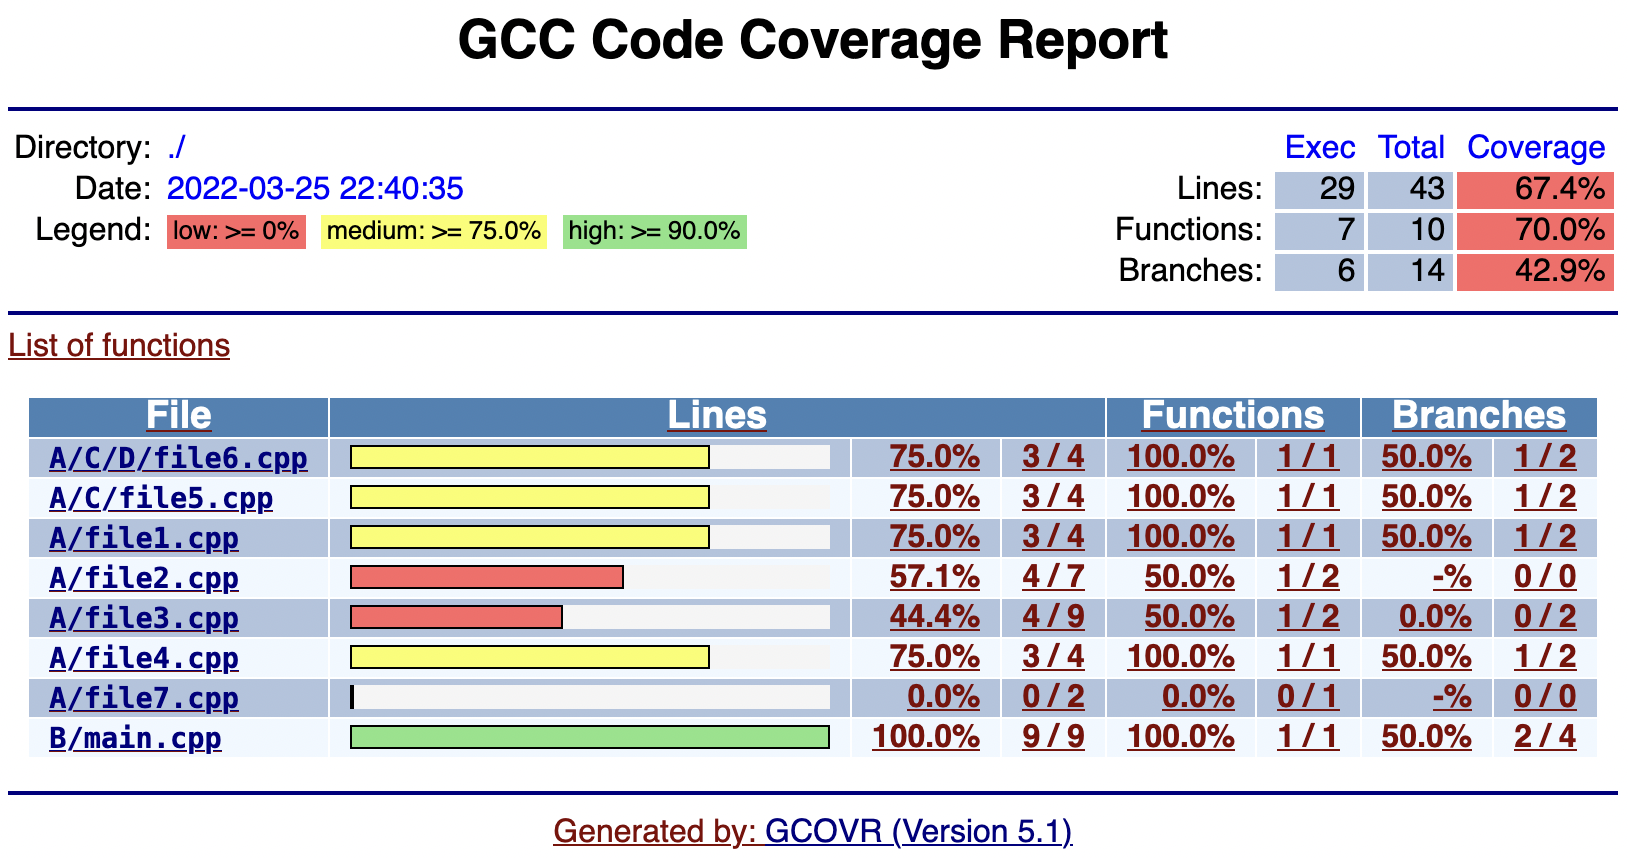 GCC Code Coverage Report
Directory: ./
Date: 2022-03-25 22:40:35
Legend: low: >= 0% medium: >= 75.0% high: >= 90.0%
Exec Total Coverage
Lines: 29 43 67.4%
Functions: 7 10 70.0%
Branches: 6 14 42.9%
List of functions
File Lines Functions Branches
A/C/D/file6.cpp 75.0% 3 / 4 100.0% 1 / 1 50.0% 1 / 2
A/C/file5.cpp 75.0% 3 / 4 100.0% 1 / 1 50.0% 1 / 2
A/file1.cpp 75.0% 3 / 4 100.0% 1 / 1 50.0% 1 / 2
A/file2.cpp 57.1% 4 / 7 50.0% 1 / 2 -% 0 / 0
A/file3.cpp 44.4% 4 / 9 50.0% 1 / 2 0.0% 0 / 2
A/file4.cpp 75.0% 3 / 4 100.0% 1 / 1 50.0% 1 / 2
A/file7.cpp 0.0% 0 / 2 0.0% 0 / 1 -% 0 / 0
B/main.cpp 100.0% 9 / 9 100.0% 1 / 1 50.0% 2 / 4
Generated by: GCOVR (Version 5.1)